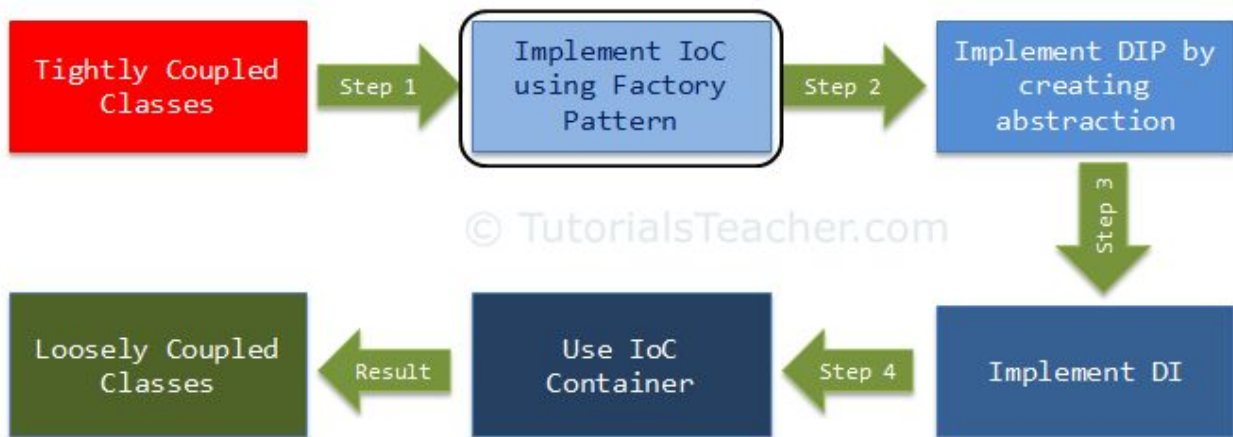 Tightly Coupled
Classes
Step 1
Implement IoC
using Factory
Pattern
Step 2
Implement DIP by
creating
abstraction
Step 3
© TutorialsTeacher.com
Implement DI
Step 4
Use IoC
Container
Result
Loosely Coupled
Classes